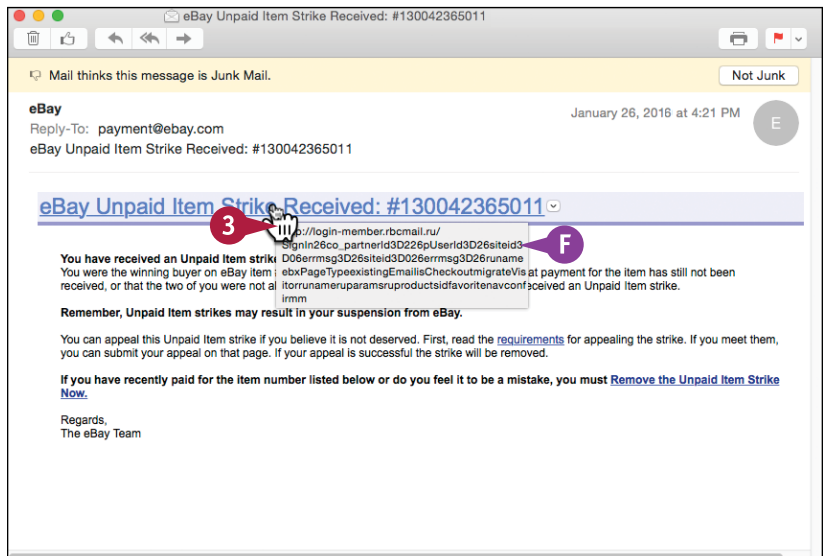 eBay Unpaid Item Strike Received: #130042365011
Mail thinks this message is Junk Mail.
Not Junk
eBay
January 26, 2016 at 4:21 PM
E
Reply-To: payment@ebay.com
eBay Unpaid Item Strike Received: #130042365011
eBay Unpaid Item Strike Received: #130042365011
3
p://login-member.rbcmail.ru/
SignIn26co_partnerId3D226pUserId3D26siteid3
D06errmsg3D26siteid3D026errmsg3D26runame
ebxPageTypeexistingEmailisCheckoutmigrateVis
itorrunameruparamsruproductsidfavoritenavconf
irmm
F
You have received an Unpaid Item strike
You were the winning buyer on eBay item at payment for the item has still not been
received, or that the two of you were not received an Unpaid Item strike.
Remember, Unpaid Item strikes may result in your suspension from eBay.
You can appeal this Unpaid Item strike if you believe it is not deserved. First, read the requirements for appealing the strike. If you meet them,
you can submit your appeal on that page. If your appeal is successful the strike will be removed.
If you have recently paid for the item number listed below or do you feel it to be a mistake, you must Remove the Unpaid Item Strike
Now.
Regards,
The eBay Team